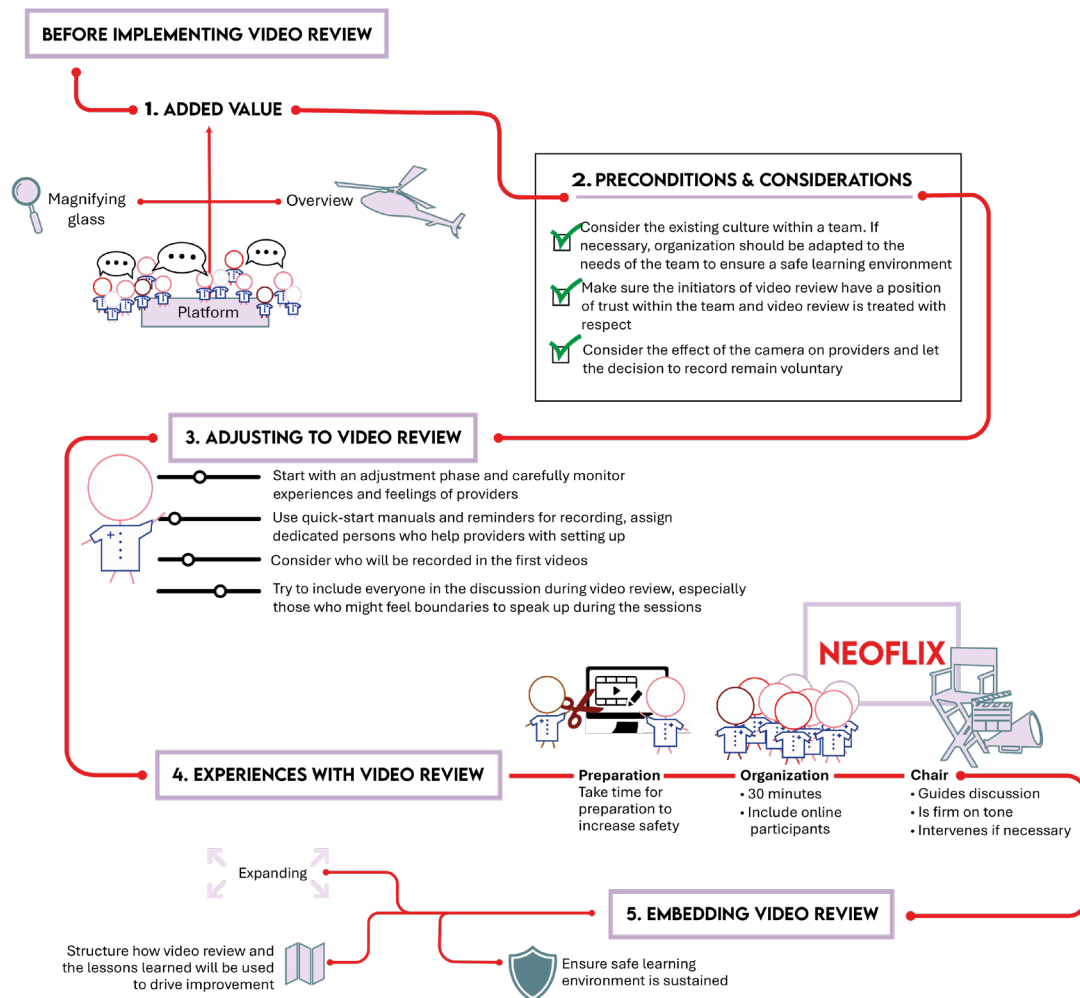 BEFORE IMPLEMENTING VIDEO REVIEW
1. ADDED VALUE
Magnifying
glass
Overview
Platform
2. PRECONDITIONS & CONSIDERATIONS
Consider the existing culture within a team. If
necessary, organization should be adapted to the
needs of the team to ensure a safe learning environment
Make sure the initiators of video review have a position
of trust within the team and video review is treated with
respect
Consider the effect of the camera on providers and let
the decision to record remain voluntary
3. ADJUSTING TO VIDEO REVIEW
Start with an adjustment phase and carefully monitor
experiences and feelings of providers
Use quick-start manuals and reminders for recording, assign
dedicated persons who help providers with setting up
Consider who will be recorded in the first videos
Try to include everyone in the discussion during video review, especially
those who might feel boundaries to speak up during the sessions
NEOFLIX
4. EXPERIENCES WITH VIDEO REVIEW
Preparation
Take time for
preparation to
increase safety
Organization
• 30 minutes
• Include online
participants
Chair
• Guides discussion
• Is firm on tone
• Intervenes if necessary
5. EMBEDDING VIDEO REVIEW
Expanding
Structure how video review and
the lessons learned will be used
to drive improvement
Ensure safe learning
environment is sustained